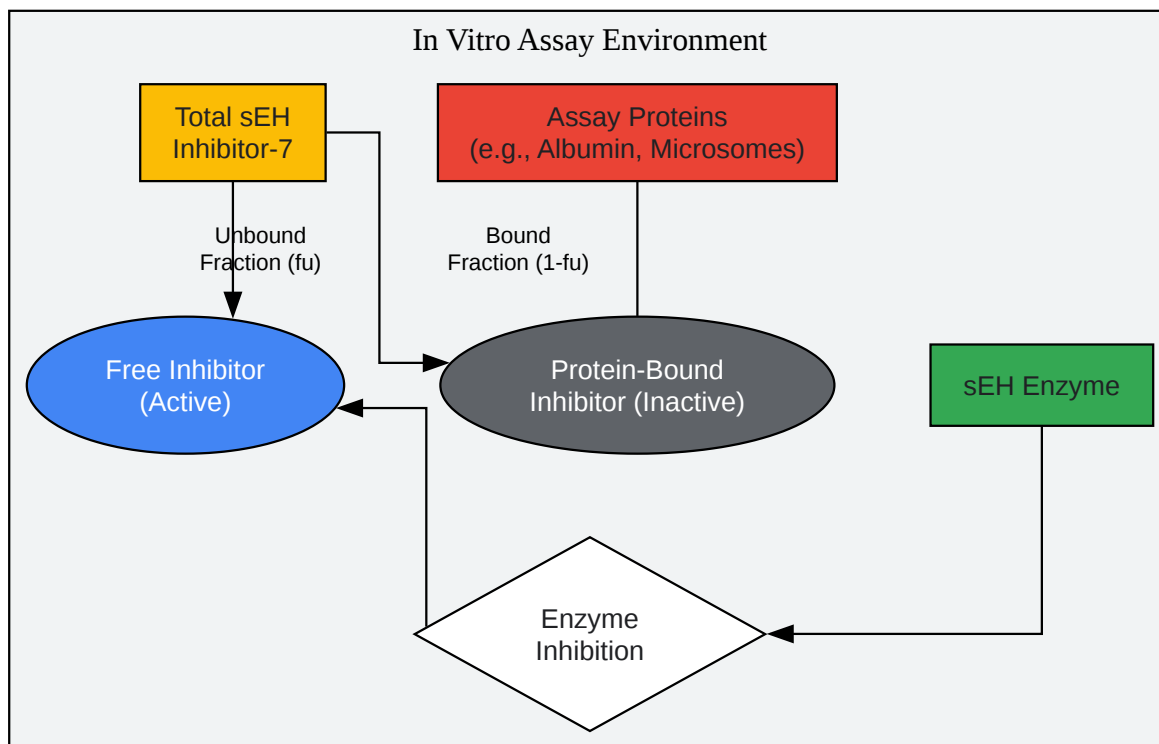 In Vitro Assay Environment
Total sEH
Inhibitor-7
Assay Proteins
(e.g., Albumin, Microsomes)
Unbound
Fraction (fu)
Bound
Fraction (1-fu)
Free Inhibitor
(Active)
Protein-Bound
Inhibitor (Inactive)
sEH Enzyme
Enzyme
Inhibition